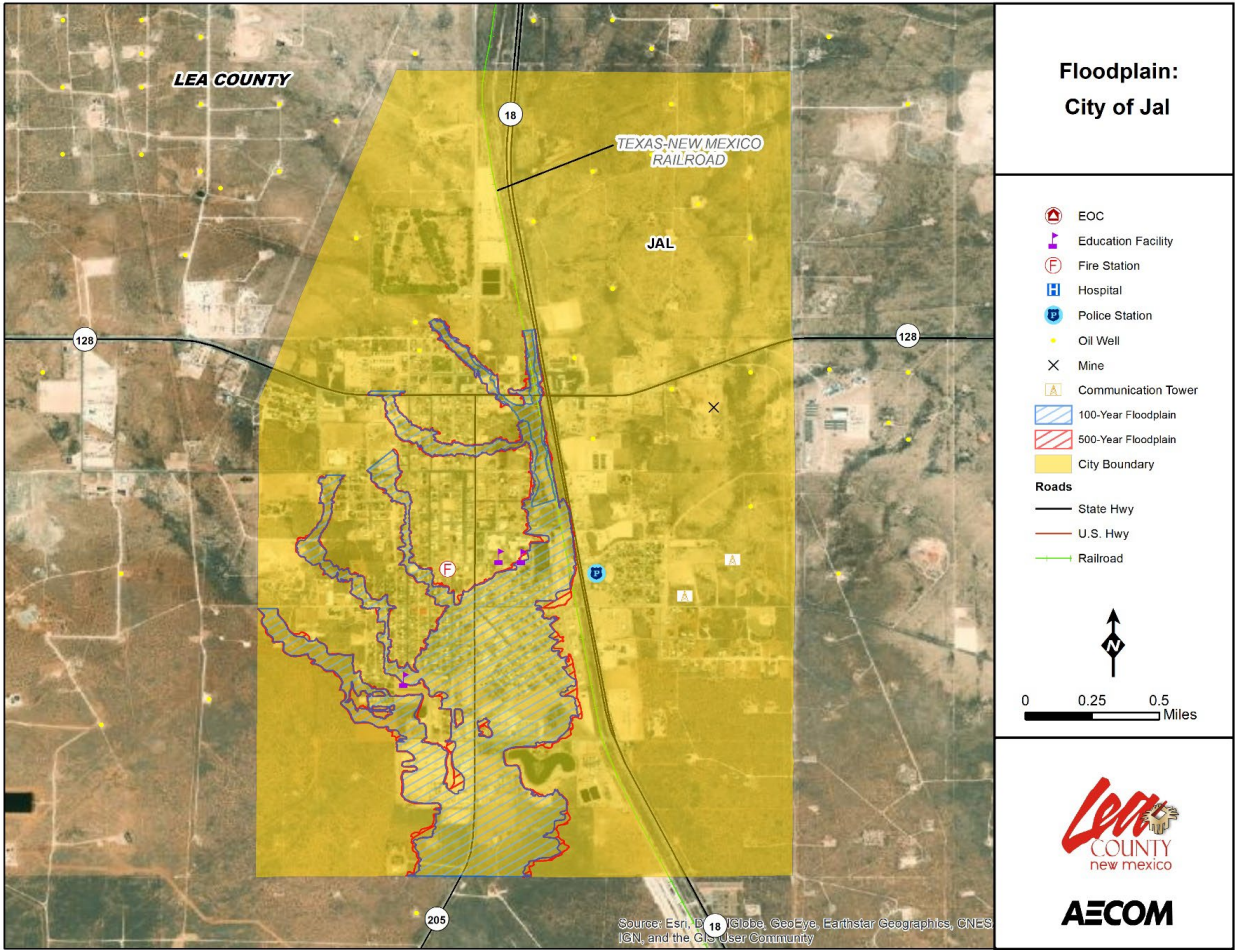 LEA COUNTY
18
TEXAS-NEW MEXICO
RAILROAD
JAL
128
128
F
P
205
18
Source: Esri, GeoEye, Earthstar Geographics, CNES
IGN, and the GIS User Community
Floodplain:
City of Jal
EOC
Education Facility
F Fire Station
H Hospital
P Police Station
Oil Well
Mine
Communication Tower
100-Year Floodplain
500-Year Floodplain
City Boundary
Roads
State Hwy
U.S. Hwy
Railroad
N
0 0.25 0.5
Miles
Lea
COUNTY
new mexico
AECOM